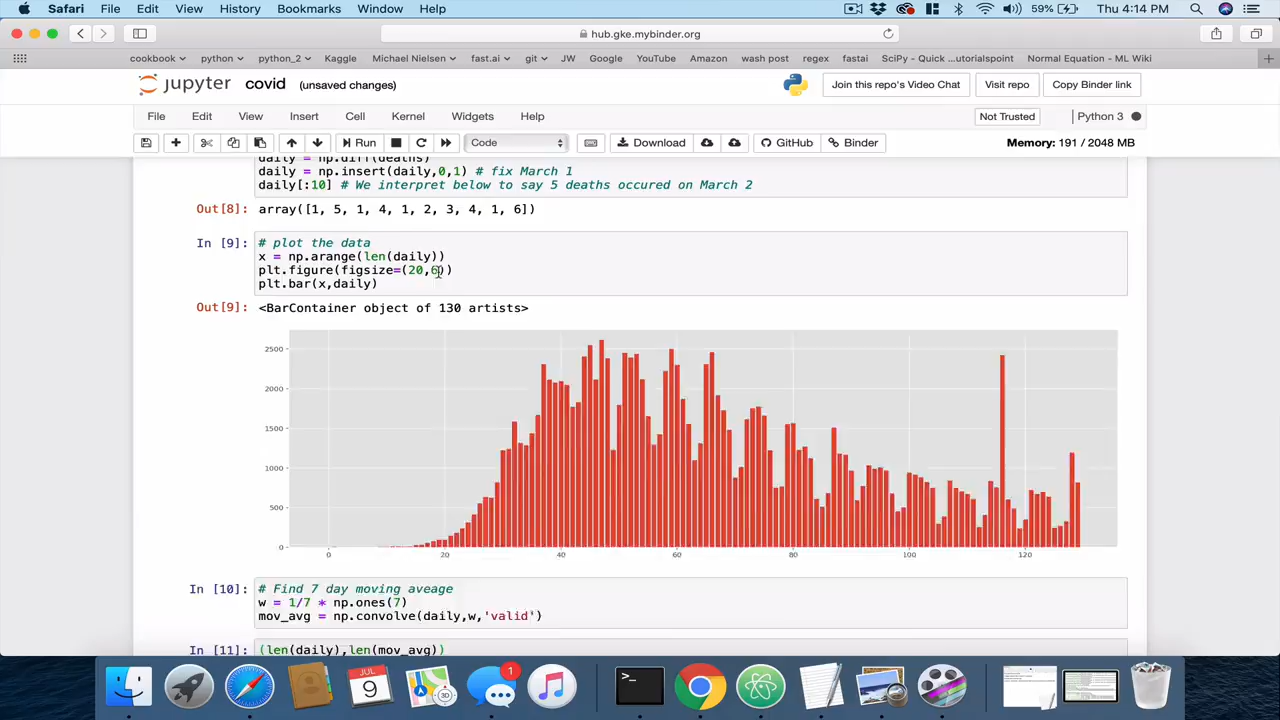 Safari File Edit View History Bookmarks Window Help 59% Thu 4:14 PM
hub.gke.mybinder.org
cookbook python python_2 Kaggle Michael Nielsen fast.ai git JW Google YouTube Amazon wash post regex fastai SciPy - Quick ...utorialspoint Normal Equation - ML Wiki
jupyter covid (unsaved changes) Join this repo's Video Chat Visit repo Copy Binder link
File Edit View Insert Cell Kernel Widgets Help Not Trusted Python 3
Run Code Download GitHub Binder Memory: 191 / 2048 MB
daily = np.diff(deaths)
daily = np.insert(daily,0,1) # fix March 1
daily[:10] # We interpret below to say 5 deaths occured on March 2
Out[8]: array([1, 5, 1, 4, 1, 2, 3, 4, 1, 6])
In [9]: # plot the data
x = np.arange(len(daily))
plt.figure(figsize=(20,6))
plt.bar(x,daily)
Out[9]: <BarContainer object of 130 artists>
2500
2000
1500
1000
500
0
0 20 40 60 80 100 120
In [10]: # Find 7 day moving aveage
w = 1/7 * np.ones(7)
mov_avg = np.convolve(daily,w,'valid')
In [11]: (len(daily),len(mov_avg))
JUL
9
3D
1
>_